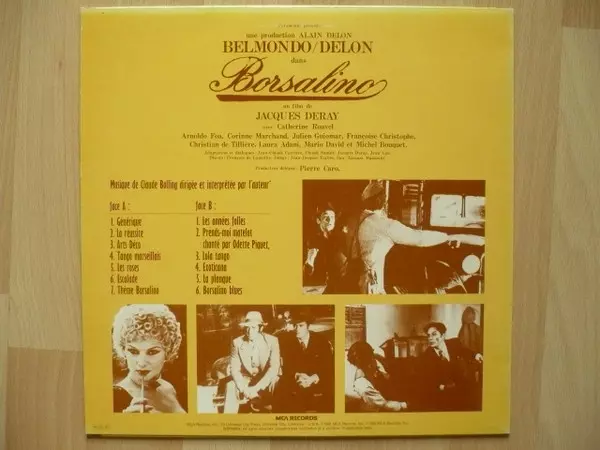 une production ALAIN DELON
BELMONDO/DELON
dans
Borsalino
un film de
JACQUES DERAY
avec Catherine Rouvel
Arnoldo Foa, Corinne Marchand, Julien Guiomar, Françoise Christophe,
Christian de Tillière, Laura Adani, Mario David et Michel Bouquet.
Pierre Caro.
Musique de Claude Bolling dirigée et interprétée par l'auteur
face A :
1. Générique
2. La réussite
3. Arts Déco
4. Tango marseillais
5. Les roses
6. Escalade
7. Thème Borsalino
face B :
1. Les années folles
2. Prends-moi matelot
chanté par Odette Piquet,
3. Lola tango
4. Exoticana
5. La planque
6. Borsalino blues
MCA RECORDS